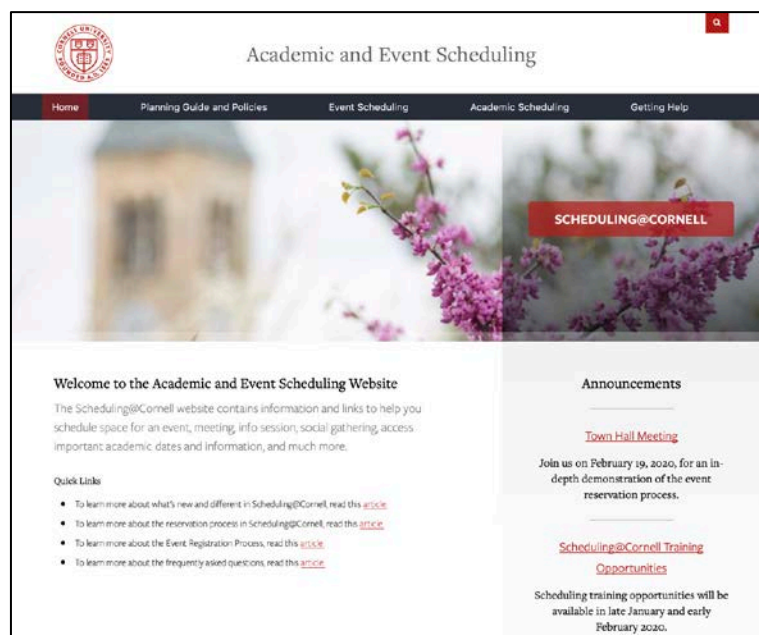 CORNELL UNIVERSITY
FOUNDED A.D. 1865
Academic and Event Scheduling
Home Planning Guide and Policies Event Scheduling Academic Scheduling Getting Help
SCHEDULING@CORNELL
Welcome to the Academic and Event Scheduling Website
The Scheduling@Cornell website contains information and links to help you
schedule space for an event, meeting, info session, social gathering, access
important academic dates and information, and much more.
Quick Links
• To learn more about what's new and different in Scheduling@Cornell, read this article.
• To learn more about the reservation process in Scheduling@Cornell, read this article.
• To learn more about the Event Registration Process, read this article.
• To learn more about the frequently asked questions, read this article.
Announcements
Town Hall Meeting
Join us on February 19, 2020, for an in-
depth demonstration of the event
reservation process.
Scheduling@Cornell Training
Opportunities
Scheduling training opportunities will be
available in late January and early
February 2020.